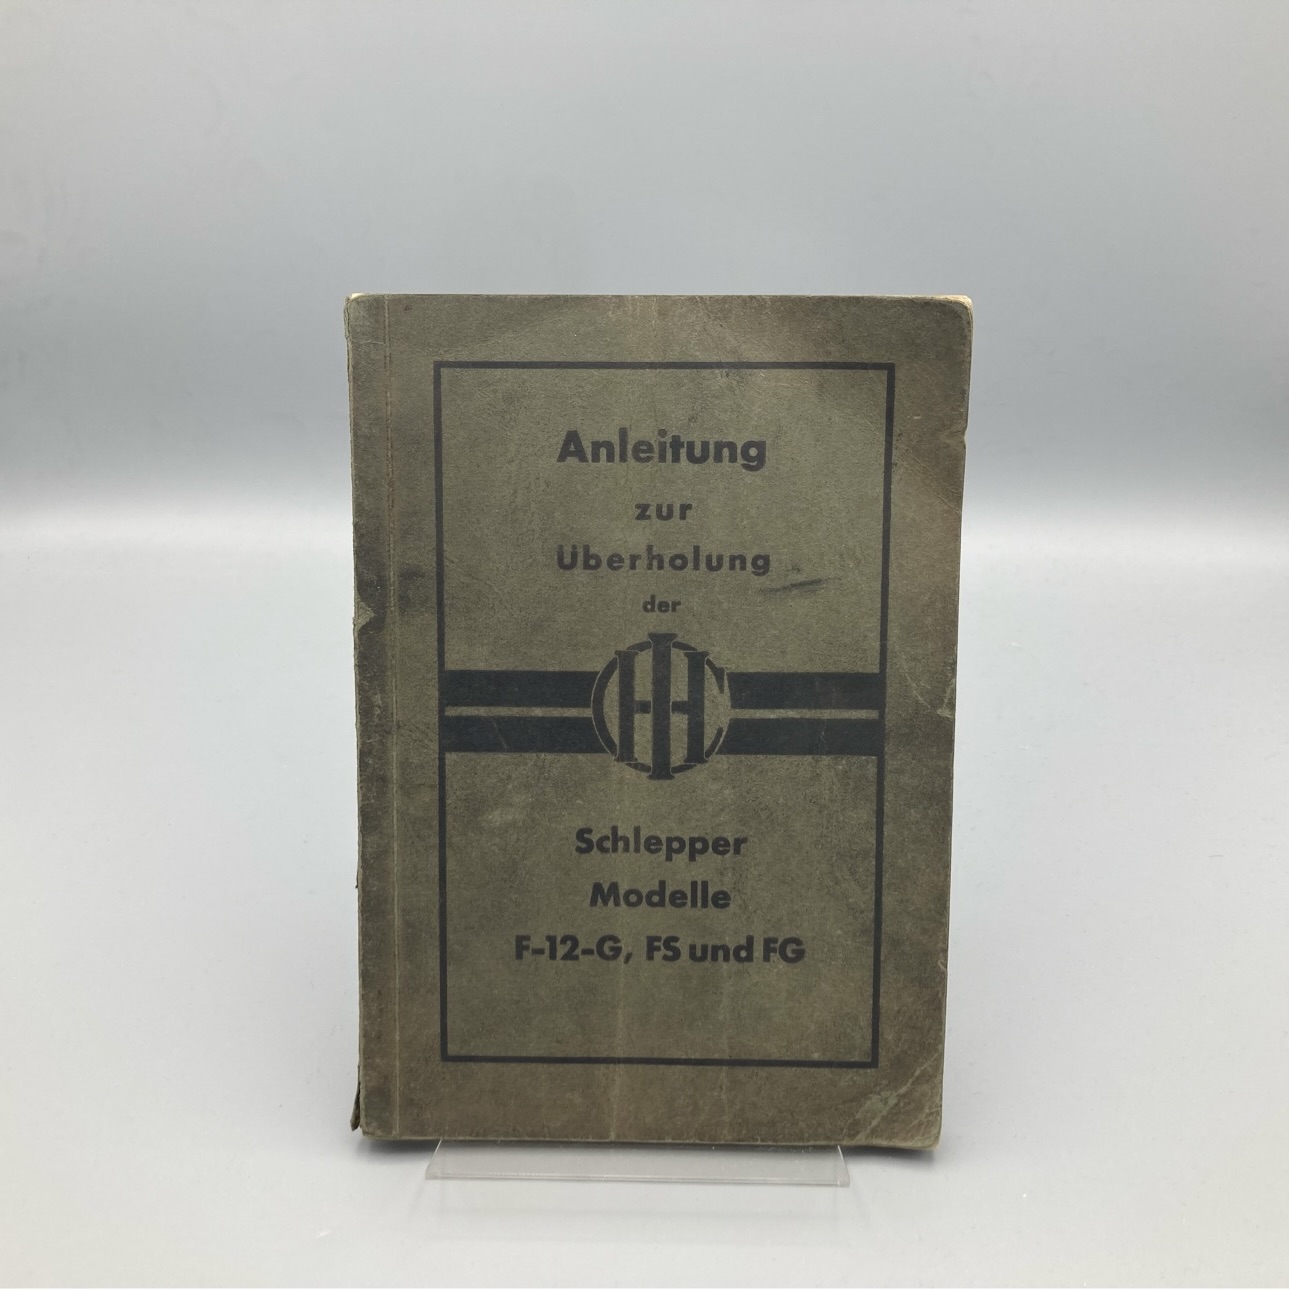 Anleitung
zur
Überholung
der
IHC
Schlepper
Modelle
F-12-G, FS und FG